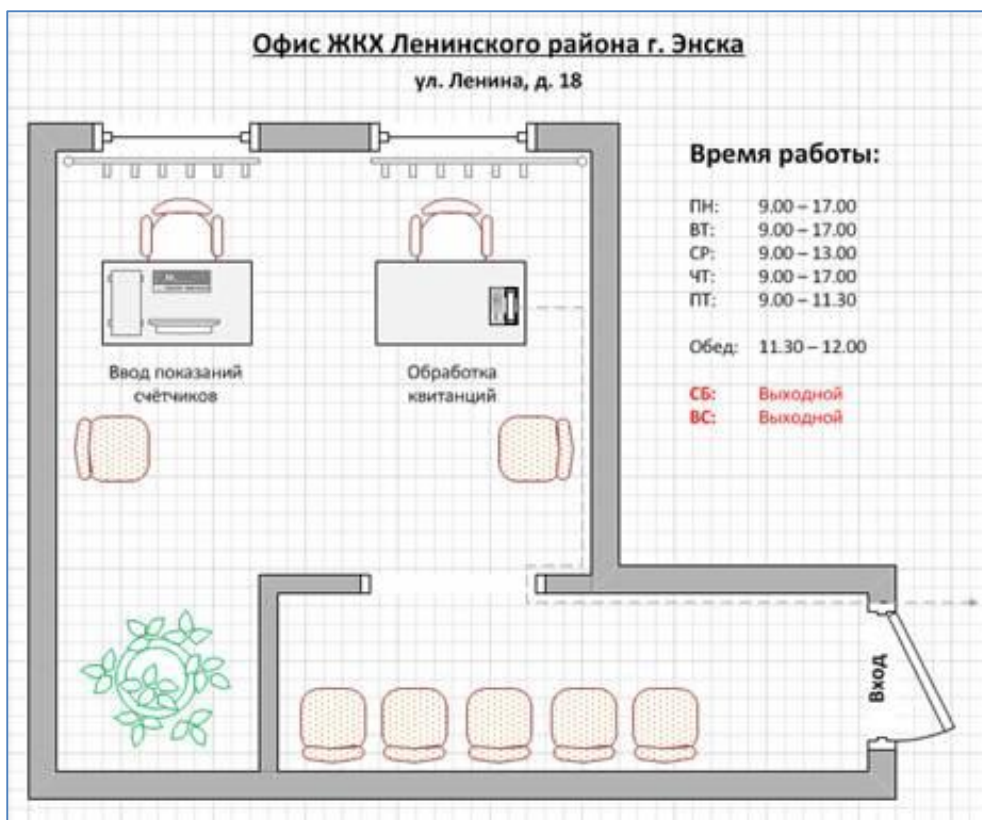 Офис ЖКХ Ленинского района г. Энска
ул. Ленина, д. 18
Время работы:
ПН: 9.00 – 17.00
ВТ: 9.00 – 17.00
СР: 9.00 – 13.00
ЧТ: 9.00 – 17.00
ПТ: 9.00 – 11.30
Обед: 11.30 – 12.00
СБ: Выходной
ВС: Выходной
Ввод показаний
счётчиков
Обработка
квитанций
Вход